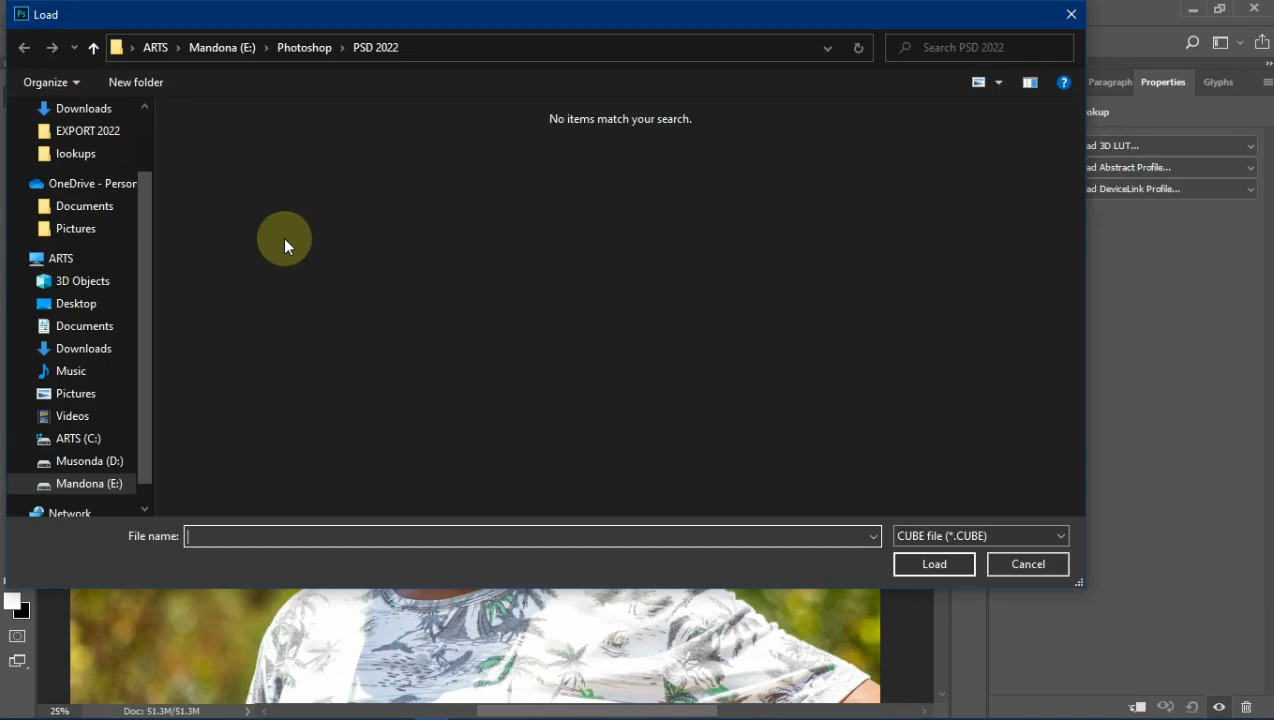 Ps Load
ARTS > Mandona (E:) > Photoshop > PSD 2022
Search PSD 2022
Organize
New folder
Paragraph Properties Glyphs
Downloads
EXPORT 2022
lookups
OneDrive - Person
Documents
Pictures
ARTS
3D Objects
Desktop
Documents
Downloads
Music
Pictures
Videos
ARTS (C:)
Musonda (D:)
Mandona (E:)
Network
No items match your search.
okup
ad 3D LUT...
ad Abstract Profile...
ad DeviceLink Profile...
File name:
CUBE file (*.CUBE)
Load
Cancel
25%
Doc: 51.3M/51.3M